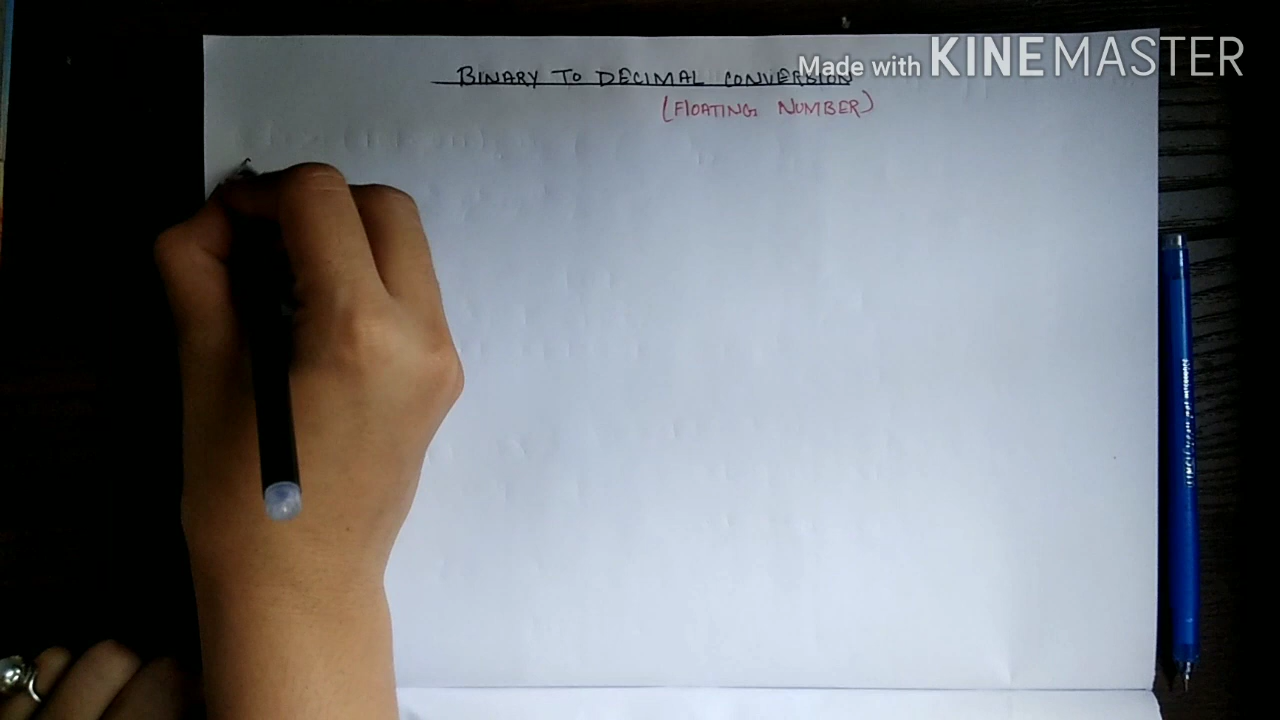 Made with KINEMASTER
BINARY TO DECIMAL CONVERSION
(FLOATING NUMBER)